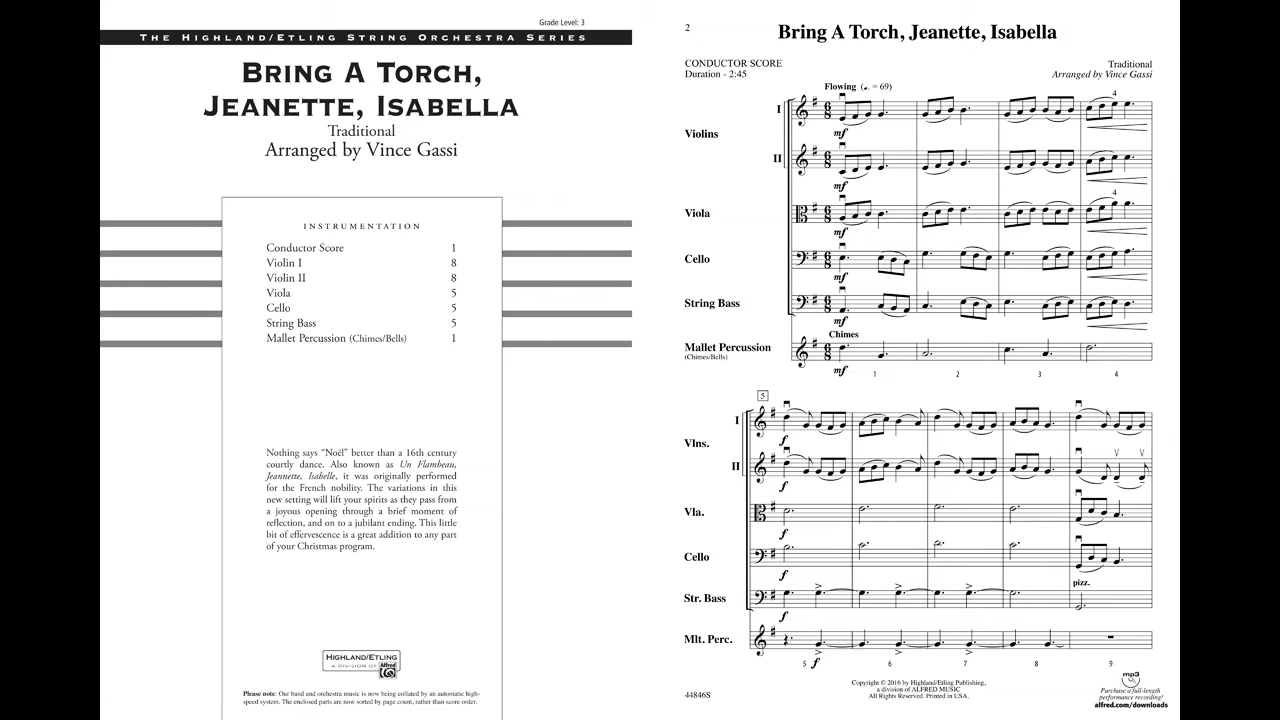 Grade Level: 3
THE HIGHLAND/ETLING STRING ORCHESTRA SERIES
BRING A TORCH,
JEANETTE, ISABELLA
Traditional
Arranged by Vince Gassi
INSTRUMENTATION
Conductor Score 1
Violin I 8
Violin II 8
Viola 5
Cello 5
String Bass 5
Mallet Percussion (Chimes/Bells) 1
Nothing says “Noël” better than a 16th century
courtly dance. Also known as Un Flambeau,
Jeannette, Isabelle, it was originally performed
for the French nobility. The variations in this
new setting will lift your spirits as they pass from
a joyous opening through a brief moment of
reflection, and on to a jubilant ending. This little
bit of effervescence is a great addition to any part
of your Christmas program.
HIGHLAND/ETLING
A DIVISION OF Alfred
Please note: Our band and orchestra music is now being collated by an automatic high-
speed system. The enclosed parts are now sorted by page count, rather than score order.
2
Bring A Torch, Jeanette, Isabella
CONDUCTOR SCORE
Duration - 2:45
Traditional
Arranged by Vince Gassi
Flowing (♩. = 69)
Violins
I
4
mf
II
mf
Viola
4
mf
Cello
mf
String Bass
mf
Mallet Percussion
(Chimes/Bells)
Chimes
mf
1 2 3 4
5
Vlns.
I
f
II
f
Vla.
f
Cello
f
Str. Bass
pizz.
f
Mlt. Perc.
f
5 6 7 8 9
44846S
Copyright © 2016 by Highland/Etling Publishing,
a division of ALFRED MUSIC
All Rights Reserved. Printed in USA.
mp3
Purchase a full-length
performance recording!
alfred.com/downloads